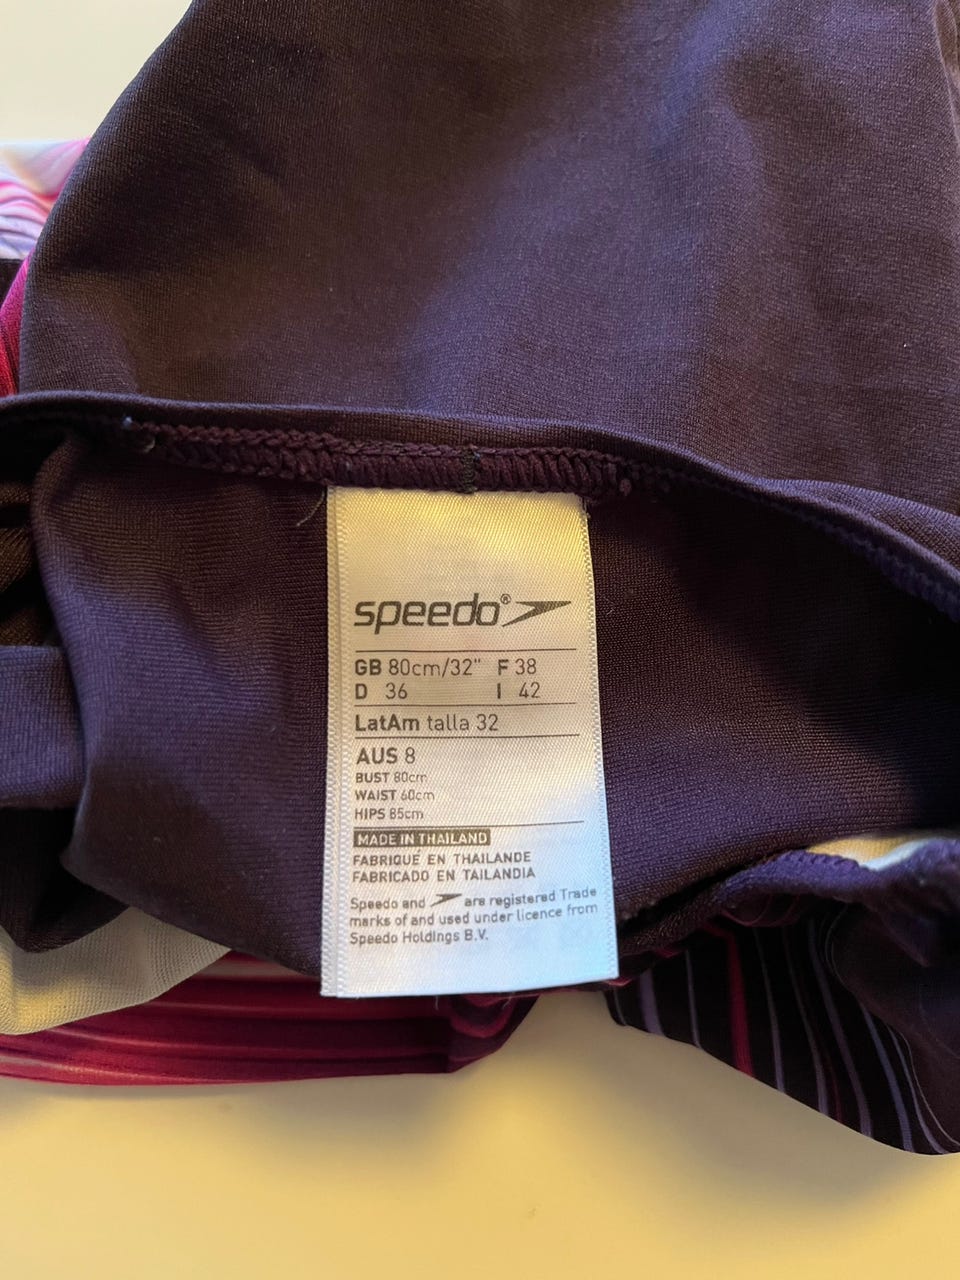 speedo®
GB 80cm/32" F 38
D 36 I 42
LatAm talla 32
AUS 8
BUST 80cm
WAIST 60cm
HIPS 85cm
MADE IN THAILAND
FABRIQUÉ EN THAILANDE
FABRICADO EN TAILANDIA
Speedo and are registered Trade
marks of and used under licence from
Speedo Holdings B.V.